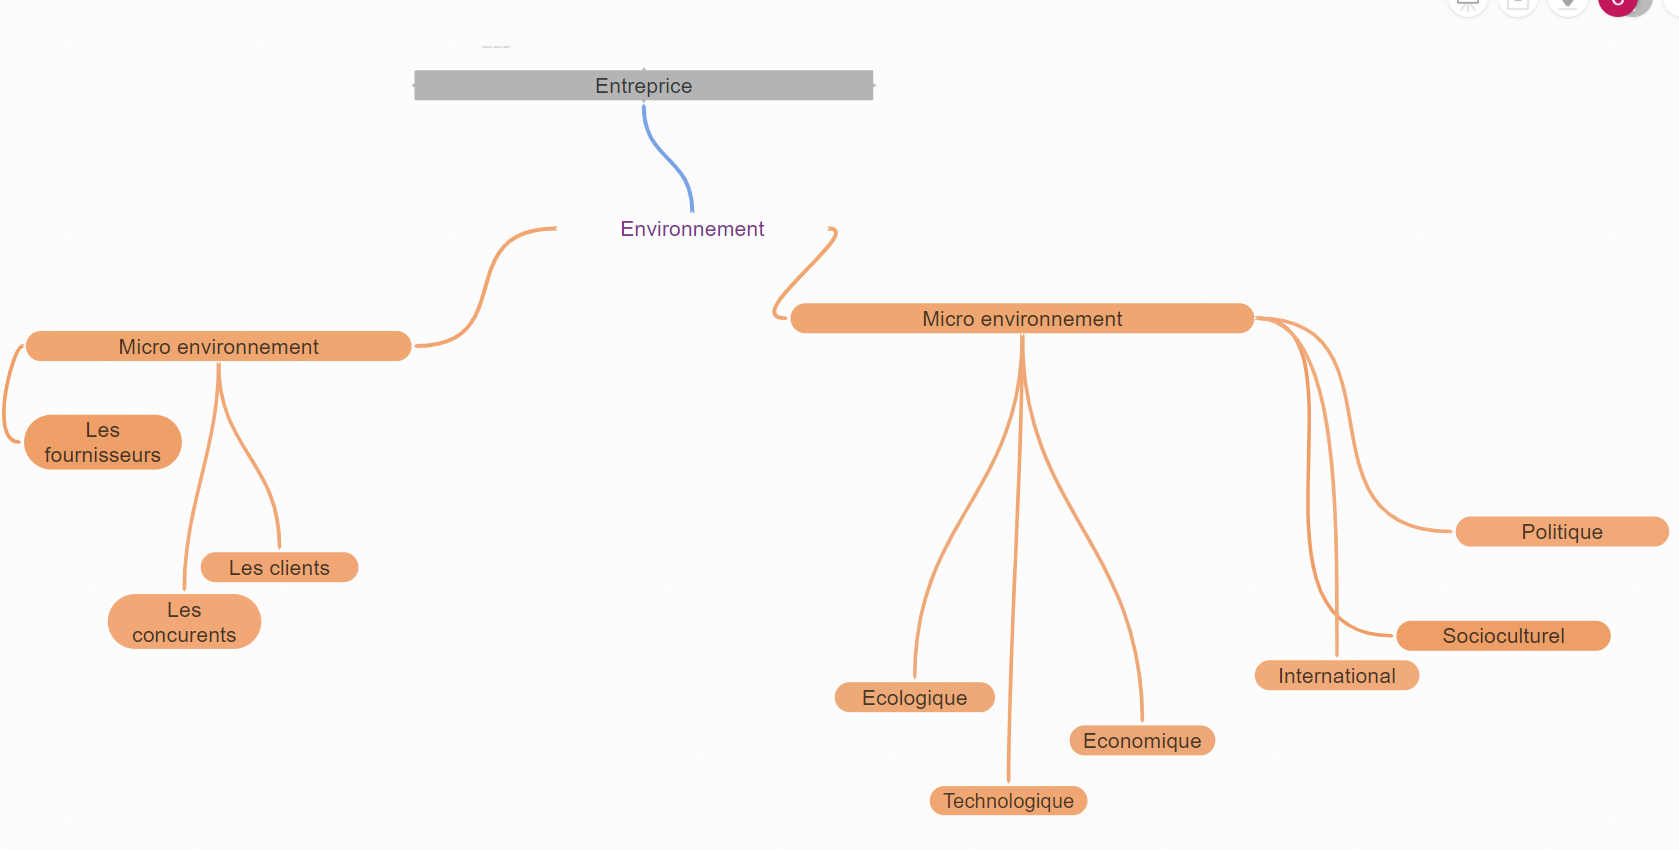 Entreprice
Environnement
Micro environnement
Micro environnement
Les
fournisseurs
Les clients
Les
concurents
Politique
Socioculturel
International
Ecologique
Economique
Technologique